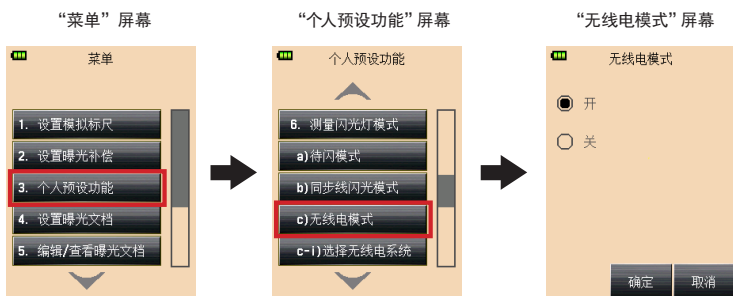 “菜单”屏幕
菜单
1. 设置模拟标尺
2. 设置曝光补偿
3. 个人预设功能
4. 设置曝光文档
5. 编辑/查看曝光文档
“个人预设功能”屏幕
个人预设功能
6. 测量闪光灯模式
a)待闪模式
b)同步线闪光模式
c)无线电模式
c-i)选择无线电系统
“无线电模式”屏幕
无线电模式
开
关
确定 取消